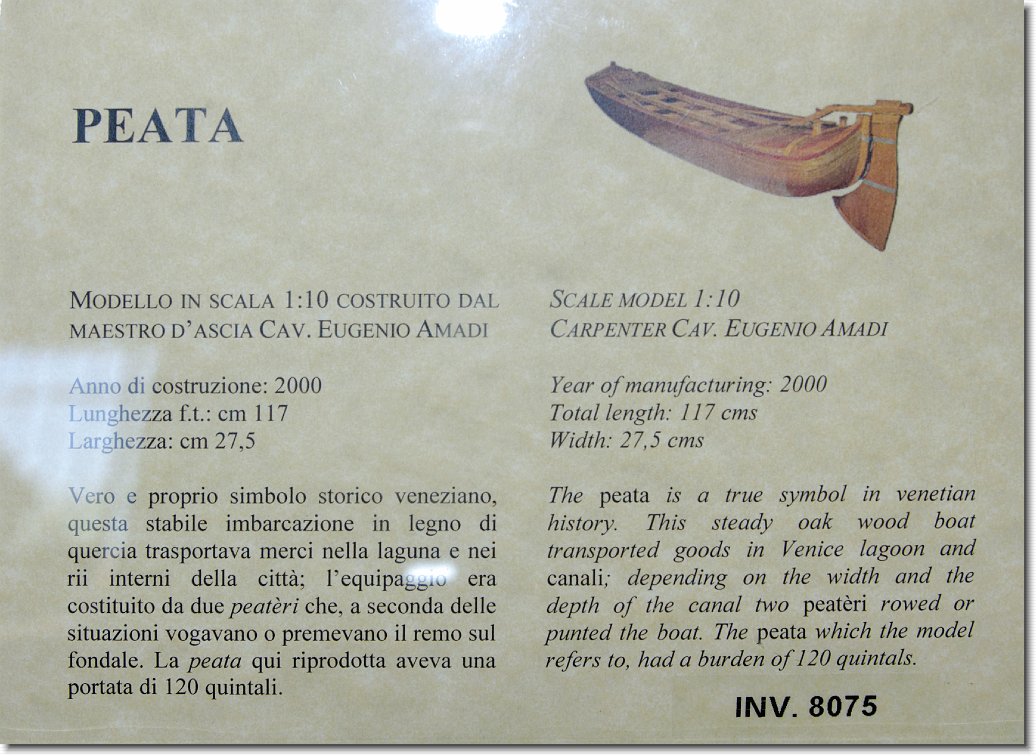 PEATA
MODELLO IN SCALA 1:10 COSTRUITO DAL
MAESTRO D'ASCIA CAV. EUGENIO AMADI
Anno di costruzione: 2000
Lunghezza f.t.: cm 117
Larghezza: cm 27,5
Vero e proprio simbolo storico veneziano,
questa stabile imbarcazione in legno di
quercia trasportava merci nella laguna e nei
rii interni della città; l'equipaggio era
costituito da due peatèri che, a seconda delle
situazioni vogavano o premevano il remo sul
fondale. La peata qui riprodotta aveva una
portata di 120 quintali.
SCALE MODEL 1:10
CARPENTER CAV. EUGENIO AMADI
Year of manufacturing: 2000
Total length: 117 cms
Width: 27,5 cms
The peata is a true symbol in venetian
history. This steady oak wood boat
transported goods in Venice lagoon and
canali; depending on the width and the
depth of the canal two peatèri rowed or
punted the boat. The peata which the model
refers to, had a burden of 120 quintals.
INV. 8075